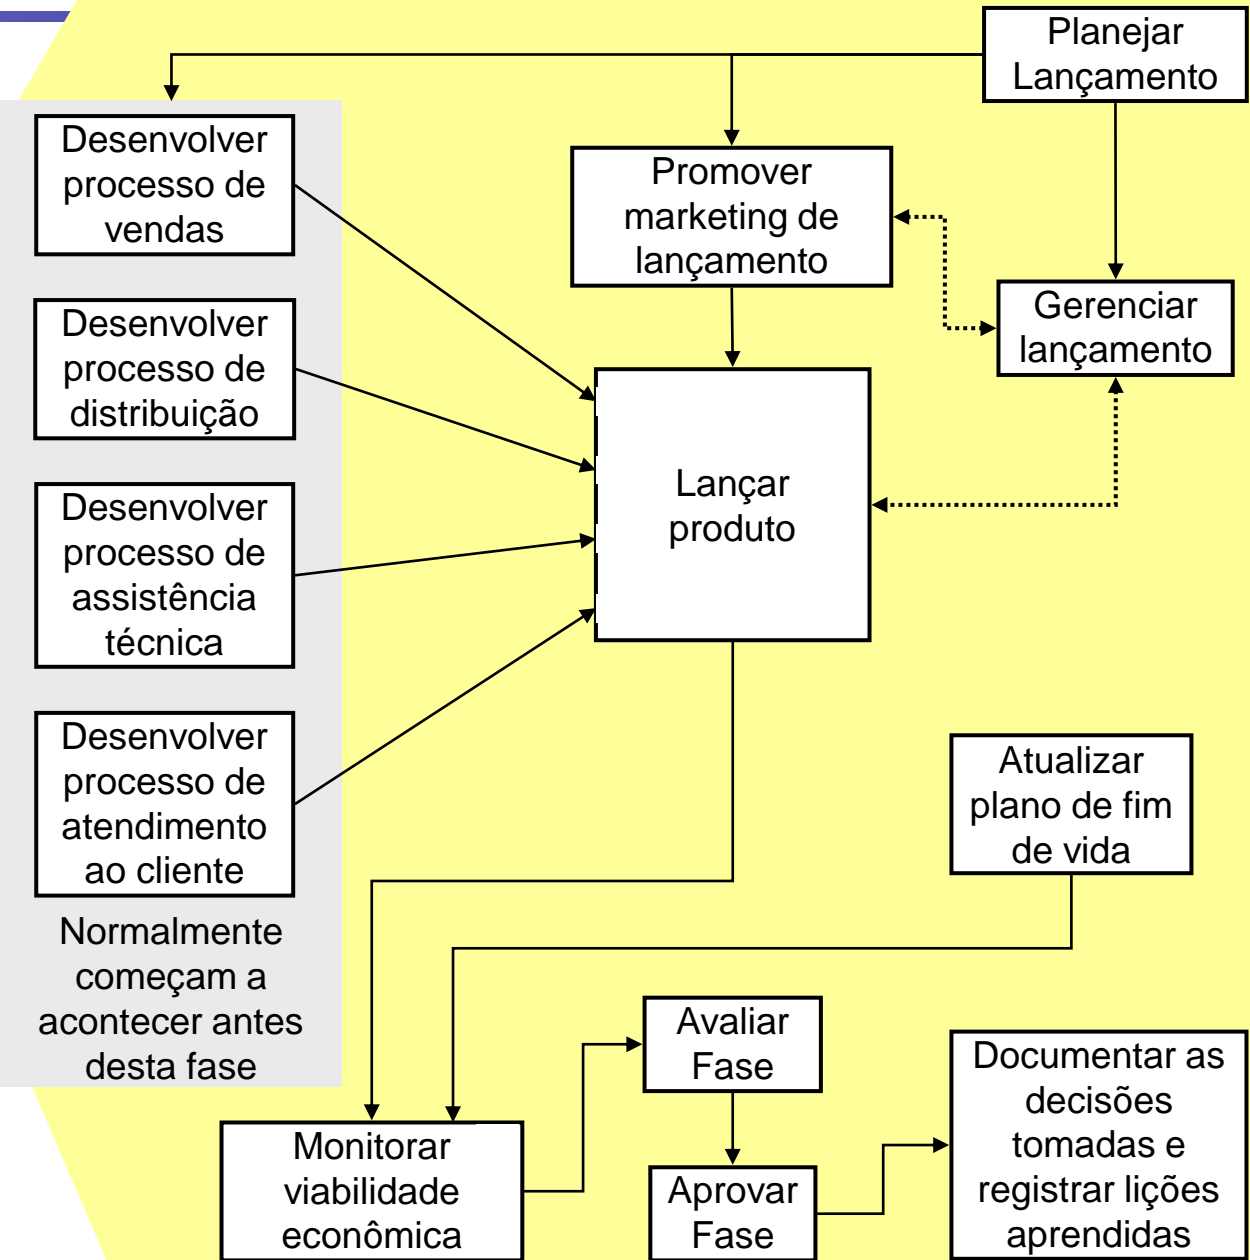 Planejar
Lançamento
Desenvolver
processo de
vendas
Promover
marketing de
lançamento
Gerenciar
lançamento
Desenvolver
processo de
distribuição
Lançar
produto
Desenvolver
processo de
assistência
técnica
Desenvolver
processo de
atendimento
ao cliente
Atualizar
plano de fim
de vida
Normalmente
começam a
acontecer antes
desta fase
Avaliar
Fase
Monitorar
viabilidade
econômica
Aprovar
Fase
Documentar as
decisões
tomadas e
registrar lições
aprendidas